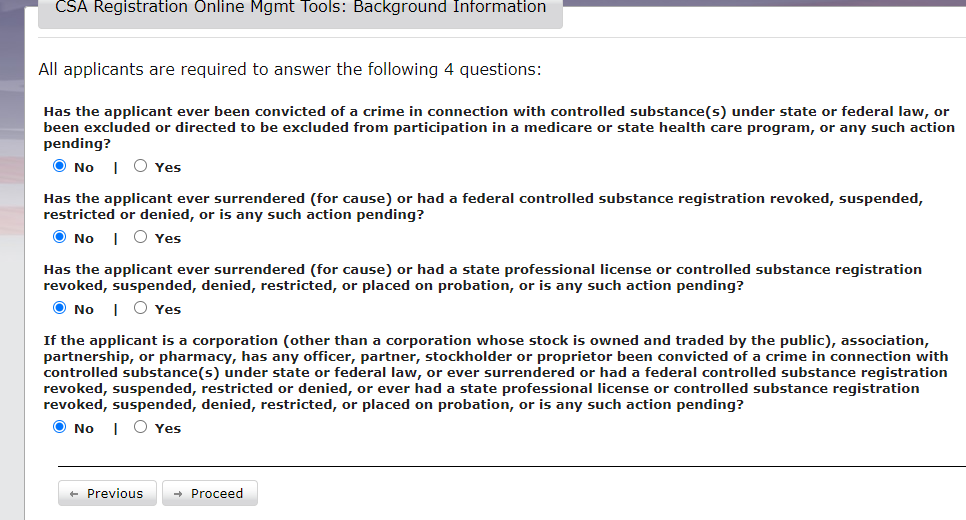 CSA Registration Online Mgmt Tools: Background Information
All applicants are required to answer the following 4 questions:
Has the applicant ever been convicted of a crime in connection with controlled substance(s) under state or federal law, or
been excluded or directed to be excluded from participation in a medicare or state health care program, or any such action
pending?
No | Yes
Has the applicant ever surrendered (for cause) or had a federal controlled substance registration revoked, suspended,
restricted or denied, or is any such action pending?
No | Yes
Has the applicant ever surrendered (for cause) or had a state professional license or controlled substance registration
revoked, suspended, denied, restricted, or placed on probation, or is any such action pending?
No | Yes
If the applicant is a corporation (other than a corporation whose stock is owned and traded by the public), association,
partnership, or pharmacy, has any officer, partner, stockholder or proprietor been convicted of a crime in connection with
controlled substance(s) under state or federal law, or ever surrendered or had a federal controlled substance registration
revoked, suspended, restricted or denied, or ever had a state professional license or controlled substance registration
revoked, suspended, denied, restricted, or placed on probation, or is any such action pending?
No | Yes
← Previous → Proceed